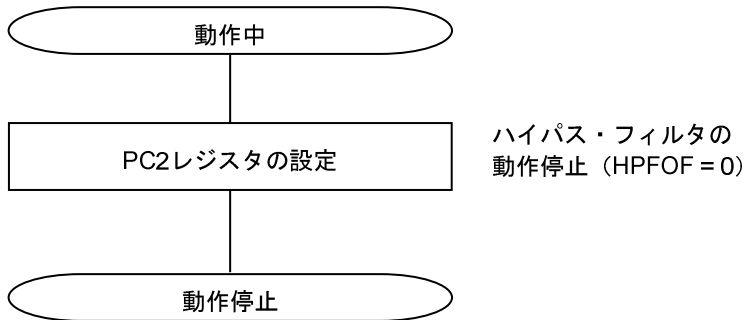 動作中
PC2レジスタの設定
ハイパス・フィルタの
動作停止（HPFOF = 0）
動作停止